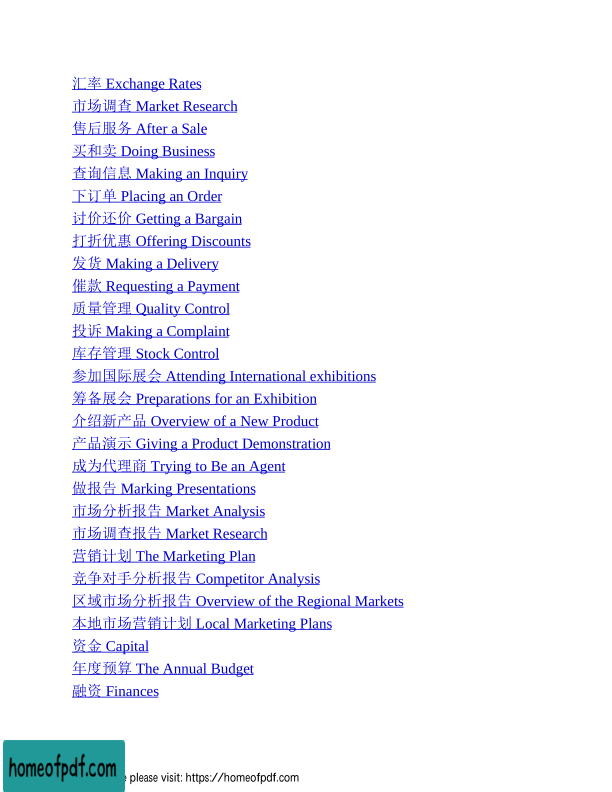 汇率 Exchange Rates
市场调查 Market Research
售后服务 After a Sale
买和卖 Doing Business
查询信息 Making an Inquiry
下订单 Placing an Order
讨价还价 Getting a Bargain
打折优惠 Offering Discounts
发货 Making a Delivery
催款 Requesting a Payment
质量管理 Quality Control
投诉 Making a Complaint
库存管理 Stock Control
参加国际展会 Attending International exhibitions
筹备展会 Preparations for an Exhibition
介绍新产品 Overview of a New Product
产品演示 Giving a Product Demonstration
成为代理商 Trying to Be an Agent
做报告 Marking Presentations
市场分析报告 Market Analysis
市场调查报告 Market Research
营销计划 The Marketing Plan
竞争对手分析报告 Competitor Analysis
区域市场分析报告 Overview of the Regional Markets
本地市场营销计划 Local Marketing Plans
资金 Capital
年度预算 The Annual Budget
融资 Finances
homeofpdf.com please visit: https://homeofpdf.com